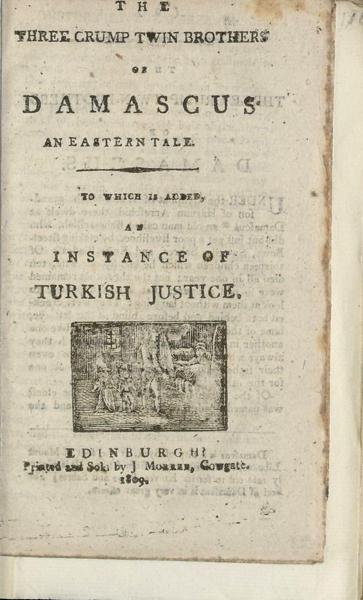 THE
THREE CRUMP TWIN BROTHERS
OF
DAMASCUS
AN EASTERN TALE.
TO WHICH IS ADDED,
AN
INSTANCE OF
TURKISH JUSTICE.
EDINBURGH:
Printed and Sold by J MORREN, Cowgate.
1809.